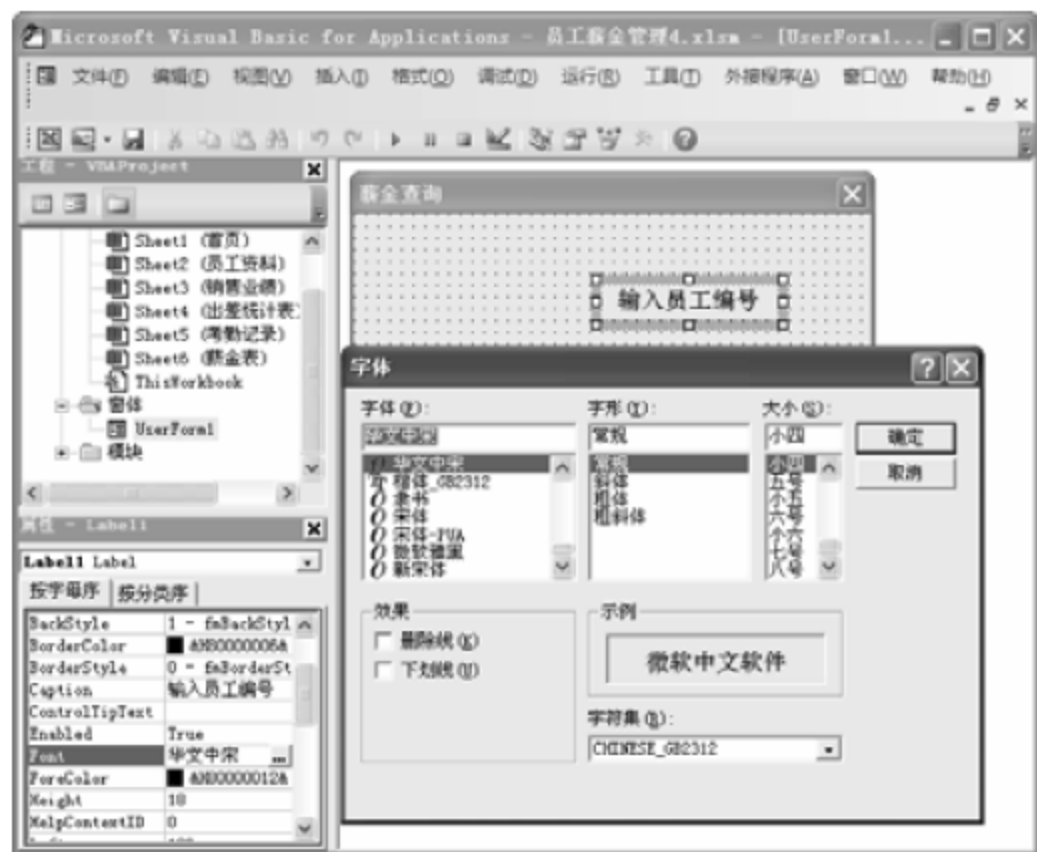 Microsoft Visual Basic for Applications - 员工薪金管理4.xlsm - [UserForm1...
文件(F) 编辑(E) 视图(V) 插入(I) 格式(O) 调试(D) 运行(R) 工具(T) 外接程序(A) 窗口(W) 帮助(H)
工程 - VBAProject
Sheet1 (首页)
Sheet2 (员工资料)
Sheet3 (销售业绩)
Sheet4 (出差统计表)
Sheet5 (考勤记录)
Sheet6 (薪金表)
ThisWorkbook
窗体
UserForm1
模块
属性 - Label1
Label1 Label
按字母序 按分类序
BackStyle 1 - fmBackStyl
BorderColor &H80000006&
BorderStyle 0 - fmBorderSt
Caption 输入员工编号
ControlTipText
Enabled True
Font 华文中宋 ...
ForeColor &H80000012&
Height 18
HelpContextID 0
薪金查询
输入员工编号
字体
字体(F): 字形(Y): 大小(S):
华文中宋 常规 小四 确定
华文中宋 常规 小四 取消
楷体_GB2312 斜体 五号
隶书 粗体 小五
宋体 粗斜体 六号
宋体-PUA 小六
微软雅黑 七号
新宋体 八号
效果
删除线(K)
下划线(U)
示例
微软中文软件
字符集(R):
CHINESE_GB2312